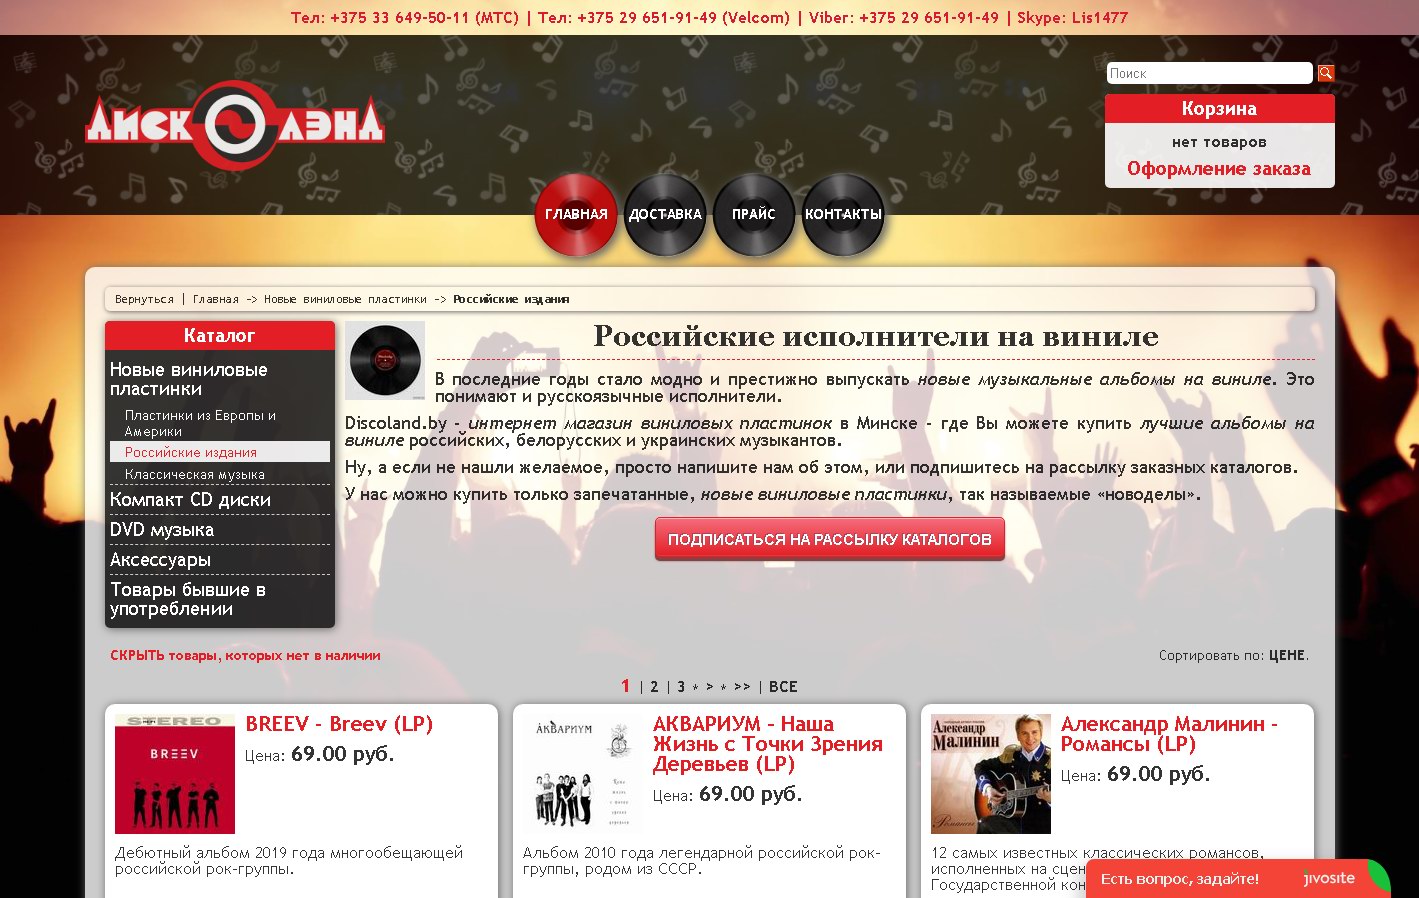 Тел: +375 33 649-50-11 (МТС) | Тел: +375 29 651-91-49 (Velcom) | Viber: +375 29 651-91-49 | Skype: Lis1477
ДИСК ЛЭНД
Поиск
Корзина
нет товаров
Оформление заказа
ГЛАВНАЯ ДОСТАВКА ПРАЙС КОНТАКТЫ
Вернуться | Главная -> Новые виниловые пластинки -> Российские издания
Каталог
Новые виниловые
пластинки
Пластинки из Европы и
Америки
Российские издания
Классическая музыка
Компакт CD диски
DVD музыка
Аксессуары
Товары бывшие в
употреблении
Российские исполнители на виниле
В последние годы стало модно и престижно выпускать новые музыкальные альбомы на виниле. Это
понимают и русскоязычные исполнители.
Discoland.by - интернет магазин виниловых пластинок в Минске - где Вы можете купить лучшие альбомы на
виниле российских, белорусских и украинских музыкантов.
Ну, а если не нашли желаемое, просто напишите нам об этом, или подпишитесь на рассылку заказных каталогов.
У нас можно купить только запечатанные, новые виниловые пластинки, так называемые «новоделы».
ПОДПИСАТЬСЯ НА РАССЫЛКУ КАТАЛОГОВ
СКРЫТЬ товары, которых нет в наличии
Сортировать по: ЦЕНЕ.
1 | 2 | 3 * > * >> | ВСЕ
STEREO
BREEV
BREEV - Breev (LP)
Цена: 69.00 руб.
Дебютный альбом 2019 года многообещающей
российской рок-группы.
АКВАРИУМ
АКВАРИУМ - Наша
Жизнь с Точки Зрения
Деревьев (LP)
Цена: 69.00 руб.
Альбом 2010 года легендарной российской рок-
группы, родом из СССР.
Александр
Малинин
Романсы
Александр Малинин -
Романсы (LP)
Цена: 69.00 руб.
12 самых известных классических романсов,
исполненных на сцен
Государственной кон
Есть вопрос, задайте!
jivosite